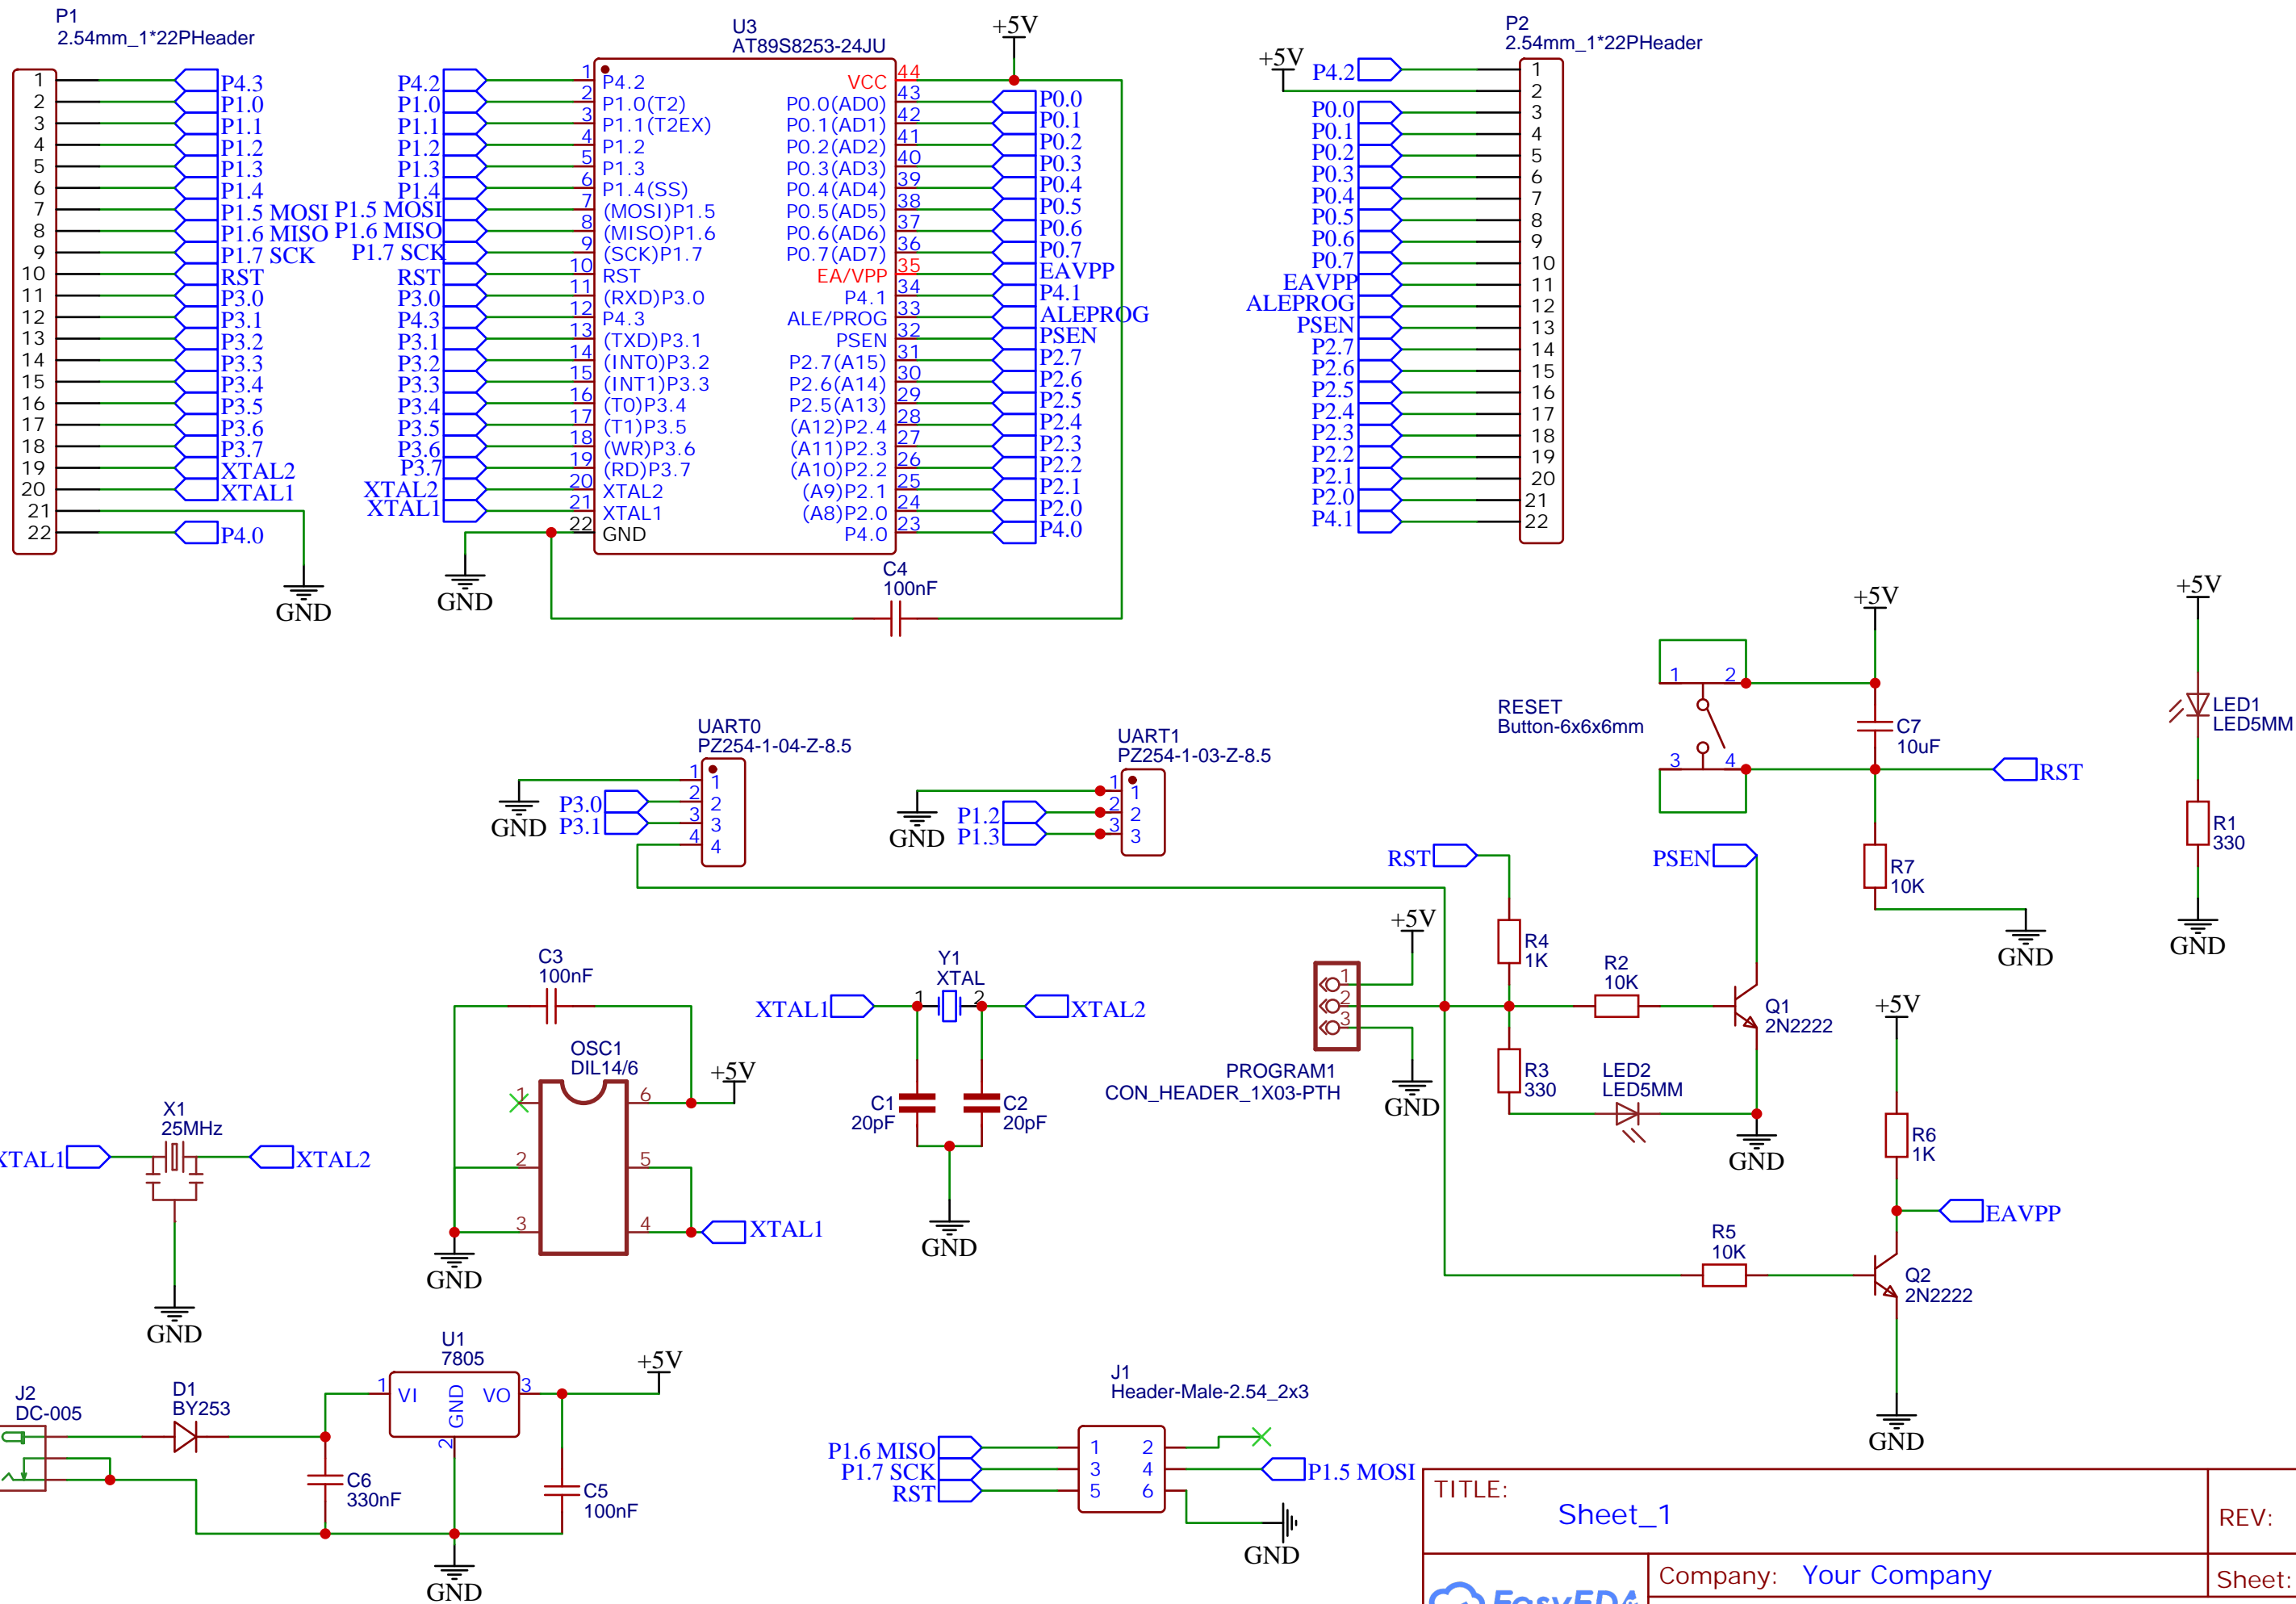 P1
2.54mm_1*22PHeader
1
2
3
4
5
6
7
8
9
10
11
12
13
14
15
16
17
18
19
20
21
22
P4.3
P1.0
P1.1
P1.2
P1.3
P1.4
P1.5 MOSI
P1.6 MISO
P1.7 SCK
RST
P3.0
P3.1
P3.2
P3.3
P3.4
P3.5
P3.6
P3.7
XTAL2
XTAL1
P4.0
GND
U3
AT89S8253-24JU
+5V
P4.2 1 P4.2
P1.0 2 P1.0(T2)
P1.1 3 P1.1(T2EX)
P1.2 4 P1.2
P1.3 5 P1.3
P1.4 6 P1.4(SS)
P1.5 MOSI 7 (MOSI)P1.5
P1.6 MISO 8 (MISO)P1.6
P1.7 SCK 9 (SCK)P1.7
RST 10 RST
P3.0 11 (RXD)P3.0
P4.3 12 P4.3
P3.1 13 (TXD)P3.1
P3.2 14 (INT0)P3.2
P3.3 15 (INT1)P3.3
P3.4 16 (T0)P3.4
P3.5 17 (T1)P3.5
P3.6 18 (WR)P3.6
P3.7 19 (RD)P3.7
XTAL2 20 XTAL2
XTAL1 21 XTAL1
22 GND
GND
VCC 44
P0.0(AD0) 43 P0.0
P0.1(AD1) 42 P0.1
P0.2(AD2) 41 P0.2
P0.3(AD3) 40 P0.3
P0.4(AD4) 39 P0.4
P0.5(AD5) 38 P0.5
P0.6(AD6) 37 P0.6
P0.7(AD7) 36 P0.7
EA/VPP 35 EAVPP
P4.1 34 P4.1
ALE/PROG 33 ALEPROG
PSEN 32 PSEN
P2.7(A15) 31 P2.7
P2.6(A14) 30 P2.6
P2.5(A13) 29 P2.5
(A12)P2.4 28 P2.4
(A11)P2.3 27 P2.3
(A10)P2.2 26 P2.2
(A9)P2.1 25 P2.1
(A8)P2.0 24 P2.0
P4.0 23 P4.0
C4
100nF
P2
2.54mm_1*22PHeader
+5V
P4.2 1
2
P0.0 3
P0.1 4
P0.2 5
P0.3 6
P0.4 7
P0.5 8
P0.6 9
P0.7 10
EAVPP 11
ALEPROG 12
PSEN 13
P2.7 14
P2.6 15
P2.5 16
P2.4 17
P2.3 18
P2.2 19
P2.1 20
P2.0 21
P4.1 22
UART0
PZ254-1-04-Z-8.5
1 1
P3.0 2 2
P3.1 3 3
4 4
GND
UART1
PZ254-1-03-Z-8.5
1 1
P1.2 2 2
P1.3 3 3
GND
RESET
Button-6x6x6mm
1 2
3 4
+5V
C7
10uF
RST
R7
10K
GND
+5V
LED1
LED5MM
R1
330
GND
RST
PSEN
R4
1K
R2
10K
Q1
2N2222
R3
330
LED2
LED5MM
GND
+5V
1
2
3
PROGRAM1
CON_HEADER_1X03-PTH
GND
+5V
R6
1K
EAVPP
R5
10K
Q2
2N2222
GND
C3
100nF
OSC1
DIL14/6
+5V
1 6
2 5
3 4
XTAL1
GND
Y1
XTAL
XTAL1 1 2 XTAL2
C1
20pF
C2
20pF
GND
X1
25MHz
XTAL1 XTAL2
GND
J2
DC-005
D1
BY253
U1
7805
1 VI GND VO 3
2
+5V
C6
330nF
C5
100nF
GND
J1
Header-Male-2.54_2x3
P1.6 MISO 1 2
P1.7 SCK 3 4 P1.5 MOSI
RST 5 6
GND
TITLE:
Sheet_1
REV:
Company: Your Company
Sheet:
EasyEDA